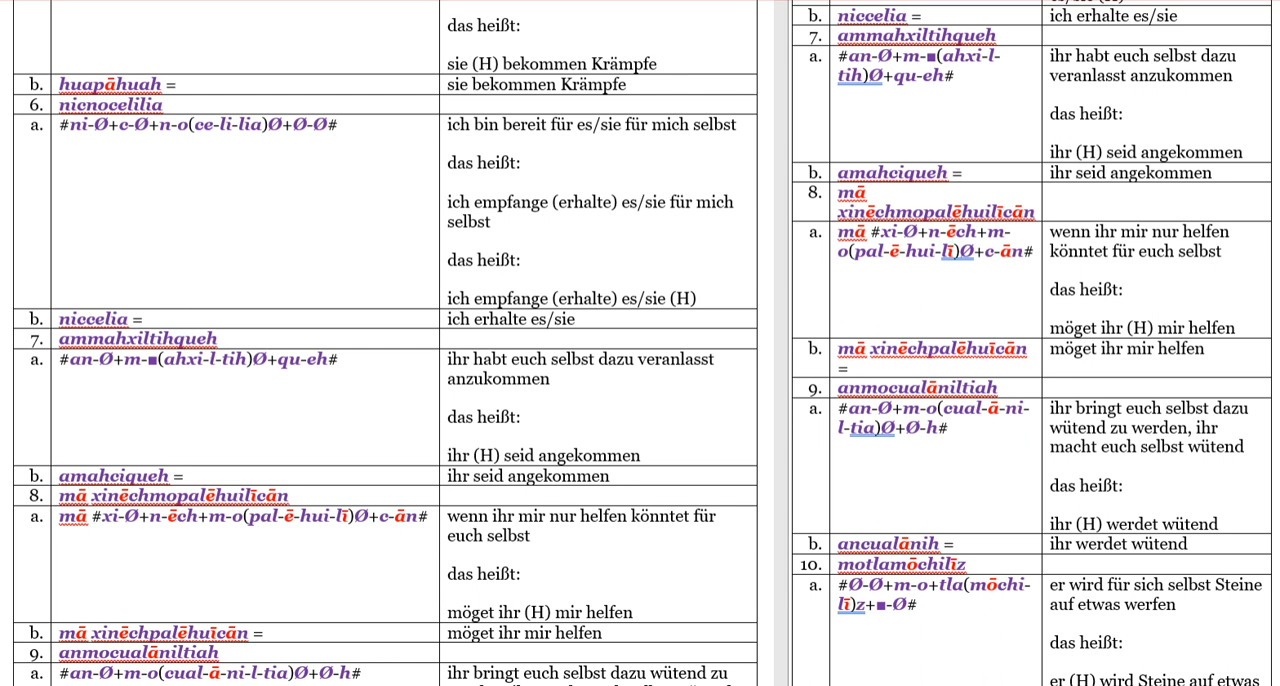 das heißt:
sie (H) bekommen Krämpfe
b. huapāhuah = sie bekommen Krämpfe
6. nicnocelilia
a. #ni-Ø+c-Ø+n-o(ce-li-lia)Ø+Ø-Ø# ich bin bereit für es/sie für mich selbst
das heißt:
ich empfange (erhalte) es/sie für mich
selbst
das heißt:
ich empfange (erhalte) es/sie (H)
b. niccelia = ich erhalte es/sie
7. ammahxiltihqueh
a. #an-Ø+m-■(ahxi-l-tih)Ø+qu-eh# ihr habt euch selbst dazu veranlasst
anzukommen
das heißt:
ihr (H) seid angekommen
b. amahciqueh = ihr seid angekommen
8. mā xinēchmopalēhuilīcān
a. mā #xi-Ø+n-ēch+m-o(pal-ē-hui-lī)Ø+c-ān# wenn ihr mir nur helfen könntet für
euch selbst
das heißt:
möget ihr (H) mir helfen
b. mā xinēchpalēhuīcān = möget ihr mir helfen
9. anmocualāniltiah
a. #an-Ø+m-o(cual-ā-ni-l-tia)Ø+Ø-h# ihr bringt euch selbst dazu wütend zu
b. niccelia = ich erhalte es/sie
7. ammahxiltihqueh
a. #an-Ø+m-■(ahxi-l- ihr habt euch selbst dazu
tih)Ø+qu-eh# veranlasst anzukommen
das heißt:
ihr (H) seid angekommen
b. amahciqueh = ihr seid angekommen
8. mā
xinēchmopalēhuilīcān
a. mā #xi-Ø+n-ēch+m- wenn ihr mir nur helfen
o(pal-ē-hui-lī)Ø+c-ān# könntet für euch selbst
das heißt:
möget ihr (H) mir helfen
b. mā xinēchpalēhuīcān möget ihr mir helfen
=
9. anmocualāniltiah
a. #an-Ø+m-o(cual-ā-ni- ihr bringt euch selbst dazu
l-tia)Ø+Ø-h# wütend zu werden, ihr
macht euch selbst wütend
das heißt:
ihr (H) werdet wütend
b. ancualānih = ihr werdet wütend
10. motlamōchilīz
a. #Ø-Ø+m-o+tla(mōchi- er wird für sich selbst Steine
lī)z+■-Ø# auf etwas werfen
das heißt:
er (H) wird Steine auf etwas